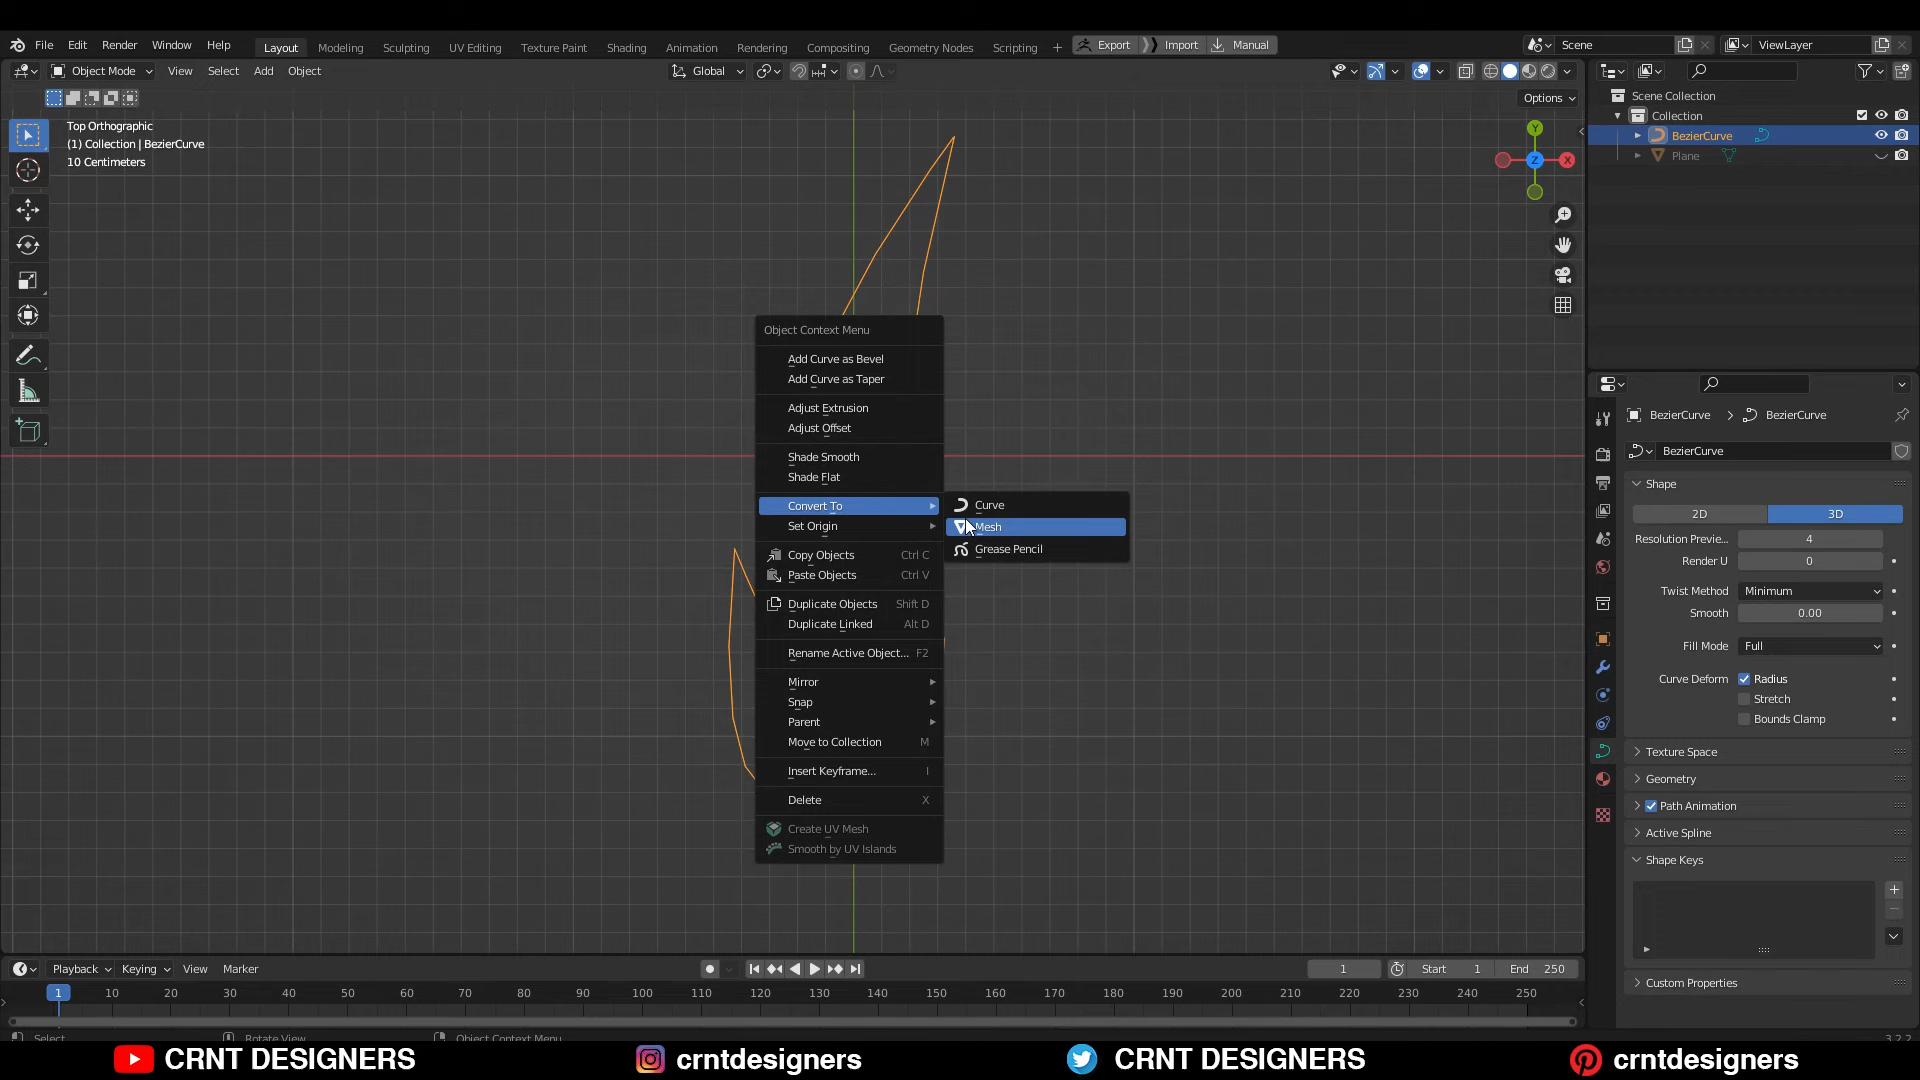 File Edit Render Window Help Layout Modeling Sculpting UV Editing Texture Paint Shading Animation Rendering Compositing Geometry Nodes Scripting + Export Import Manual Scene ViewLayer
Object Mode View Select Add Object Global
Options
Top Orthographic
(1) Collection | BezierCurve
10 Centimeters
Y
X
Z
Scene Collection
Collection
BezierCurve
Plane
Object Context Menu
Add Curve as Bevel
Add Curve as Taper
Adjust Extrusion
Adjust Offset
Shade Smooth
Shade Flat
Convert To
Set Origin
Copy Objects Ctrl C
Paste Objects Ctrl V
Duplicate Objects Shift D
Duplicate Linked Alt D
Rename Active Object... F2
Mirror
Snap
Parent
Move to Collection M
Insert Keyframe... I
Delete X
Create UV Mesh
Smooth by UV Islands
Curve
Mesh
Grease Pencil
BezierCurve > BezierCurve
BezierCurve
Shape
2D 3D
Resolution Previe... 4
Render U 0
Twist Method Minimum
Smooth 0.00
Fill Mode Full
Curve Deform Radius
Stretch
Bounds Clamp
Texture Space
Geometry
Path Animation
Active Spline
Shape Keys
Custom Properties
Playback Keying View Marker 1 Start 1 End 250
1 10 20 30 40 50 60 70 80 90 100 110 120 130 140 150 160 170 180 190 200 210 220 230 240 250
Select Rotate View Object Context Menu 3.2.2
CRNT DESIGNERS crntdesigners CRNT DESIGNERS crntdesigners